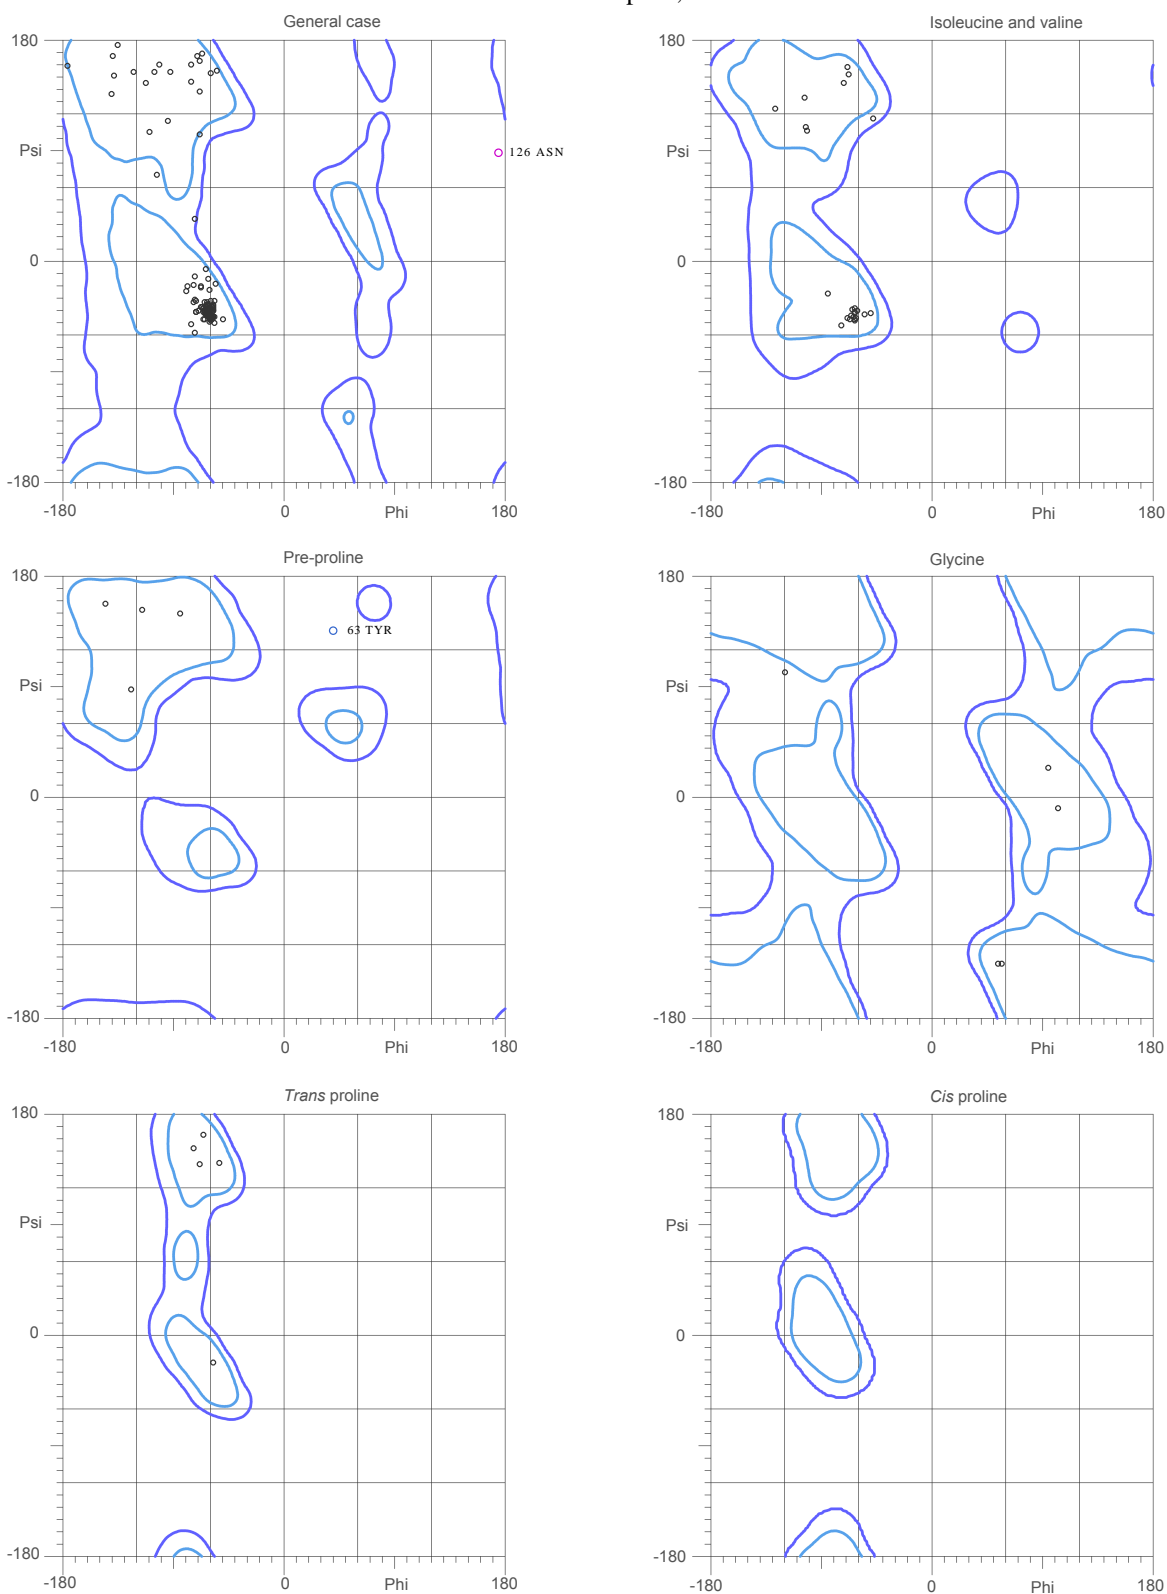 General case
Isoleucine and valine
180
180
126 ASN
Psi
Psi
0
0
-180
-180
-180
0
Phi
180
-180
0
Phi
180
Pre-proline
Glycine
180
180
63 TYR
Psi
Psi
0
0
-180
-180
-180
0
Phi
180
-180
0
Phi
180
Trans proline
Cis proline
180
180
Psi
Psi
0
0
-180
-180
-180
0
Phi
180
-180
0
Phi
180